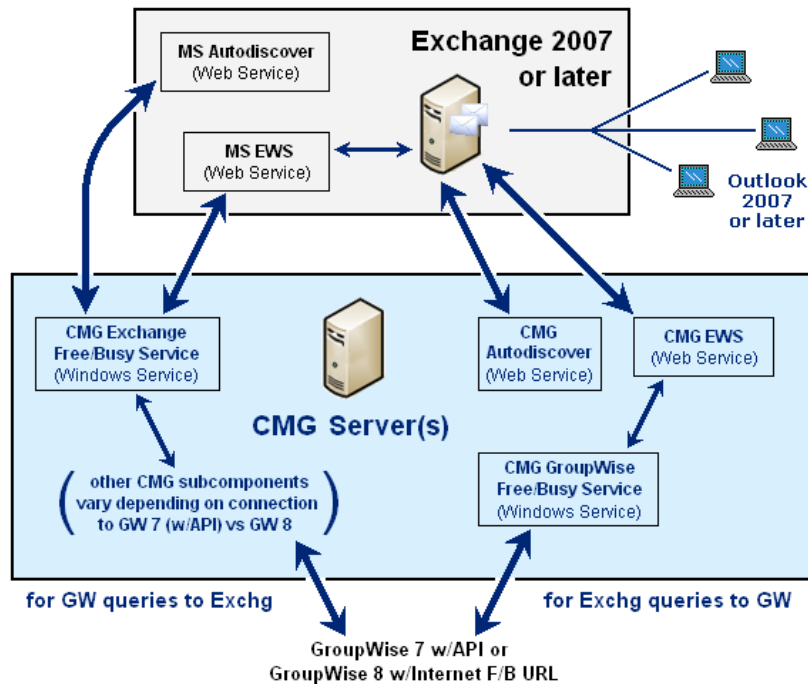 MS Autodiscover
(Web Service)
Exchange 2007
or later
MS EWS
(Web Service)
Outlook
2007
or later
CMG Exchange
Free/Busy Service
(Windows Service)
CMG
Autodiscover
(Web Service)
CMG EWS
(Web Service)
CMG Server(s)
(other CMG subcomponents
vary depending on connection
to GW 7 (w/API) vs GW 8)
CMG GroupWise
Free/Busy Service
(Windows Service)
for GW queries to Exchg
for Exchg queries to GW
GroupWise 7 w/API or
GroupWise 8 w/Internet F/B URL